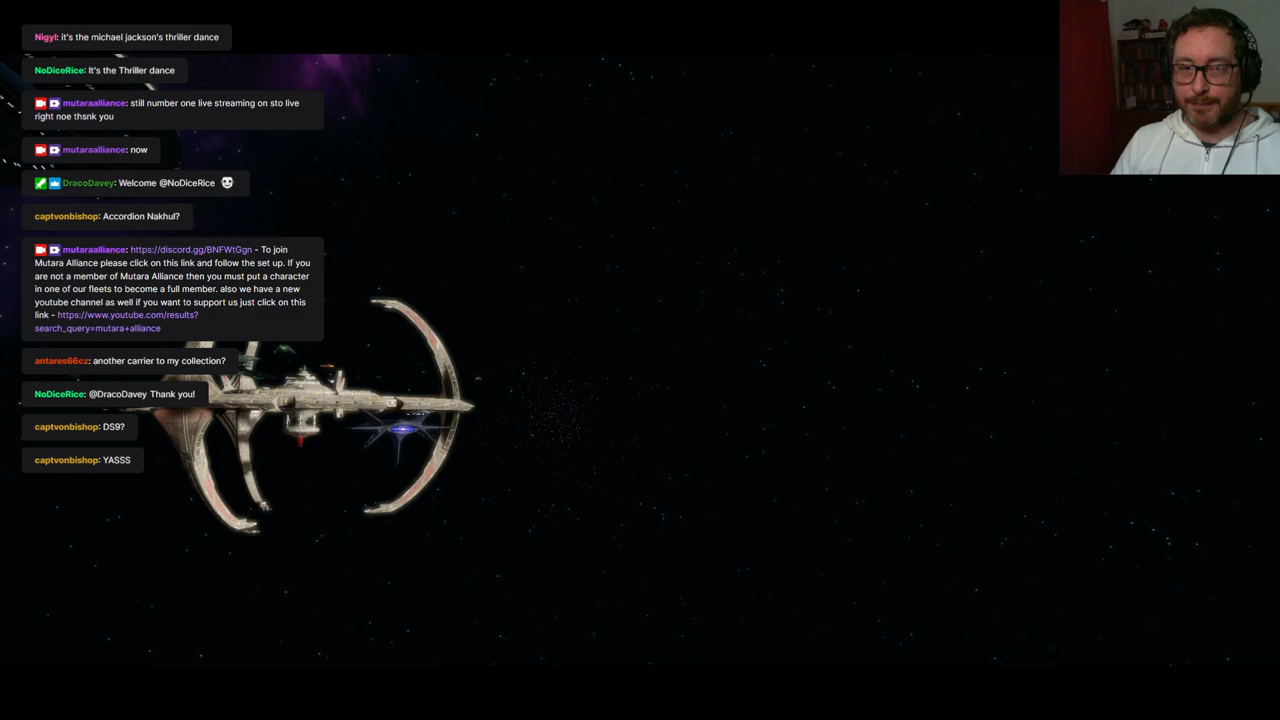 Nigyl: it's the michael jackson's thriller dance
NoDiceRice: It's the Thriller dance
mutaraalliance: still number one live streaming on sto live
right noe thsnk you
mutaraalliance: now
DracoDavey: Welcome @NoDiceRice
captvonbishop: Accordion Nakhul?
mutaraalliance: https://discord.gg/BNFWtGgn - To join
Mutara Alliance please click on this link and follow the set up. If you
are not a member of Mutara Alliance then you must put a character
in one of our fleets to become a full member. also we have a new
youtube channel as well if you want to support us just click on this
link - https://www.youtube.com/results?
search_query=mutara+alliance
antares66cz: another carrier to my collection?
NoDiceRice: @DracoDavey Thank you!
captvonbishop: DS9?
captvonbishop: YASSS